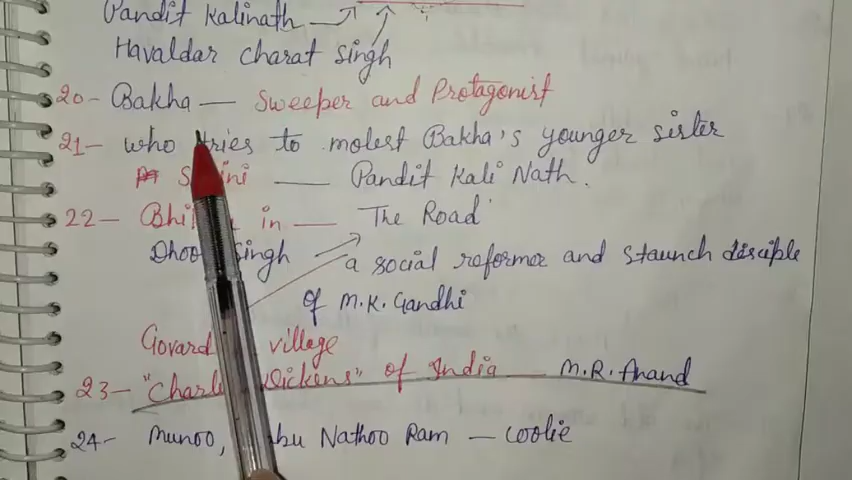 Pandit Kalinath
Havaldar charat singh
20- Bakha — Sweeper and Protagonist
21- who tries to molest Bakha's younger sister
— Pandit Kali Nath.
22- in — The Road
Singh
a social reformer and staunch disciple
of M.K. Gandhi
village
23- "Charles Dickens" of India — M.R. Anand
24- Munoo, Nathoo Ram — coolie